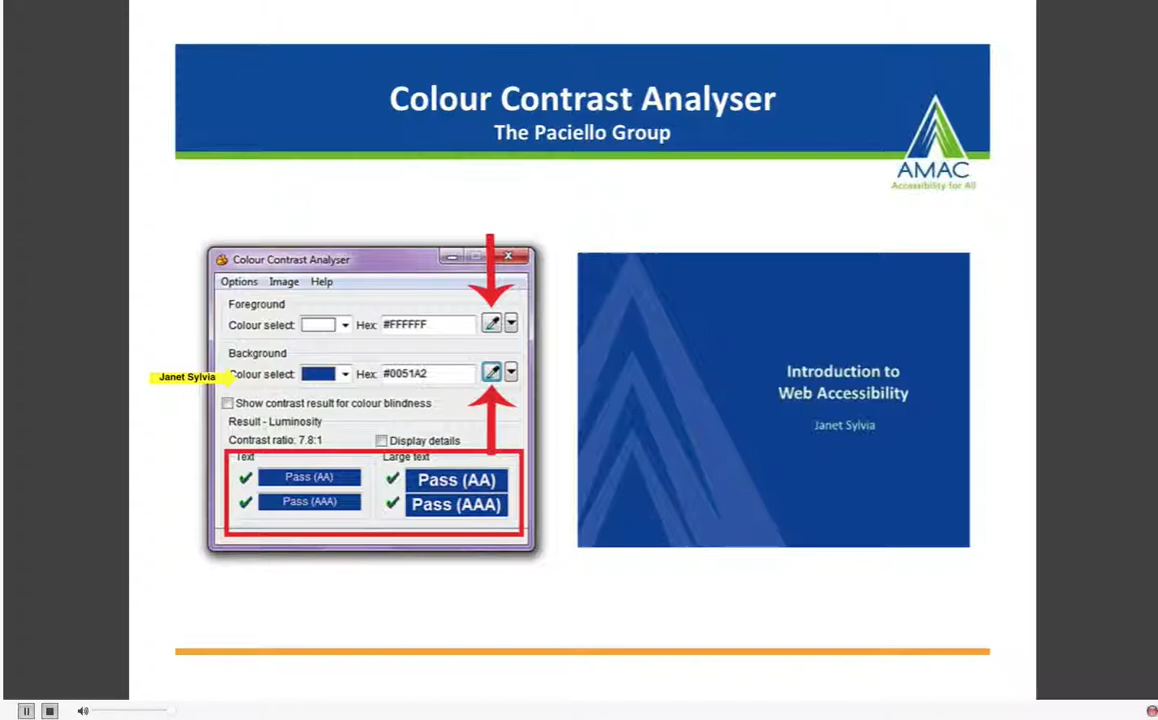 Colour Contrast Analyser
The Paciello Group
AMAC
Accessibility for All
Colour Contrast Analyser
Options Image Help
Foreground
Colour select: Hex: #FFFFFF
Background
Janet Sylvia
Colour select: Hex: #0051A2
Show contrast result for colour blindness
Result - Luminosity
Contrast ratio: 7.8:1 Display details
Text Large text
Pass (AA) Pass (AA)
Pass (AAA) Pass (AAA)
Introduction to
Web Accessibility
Janet Sylvia